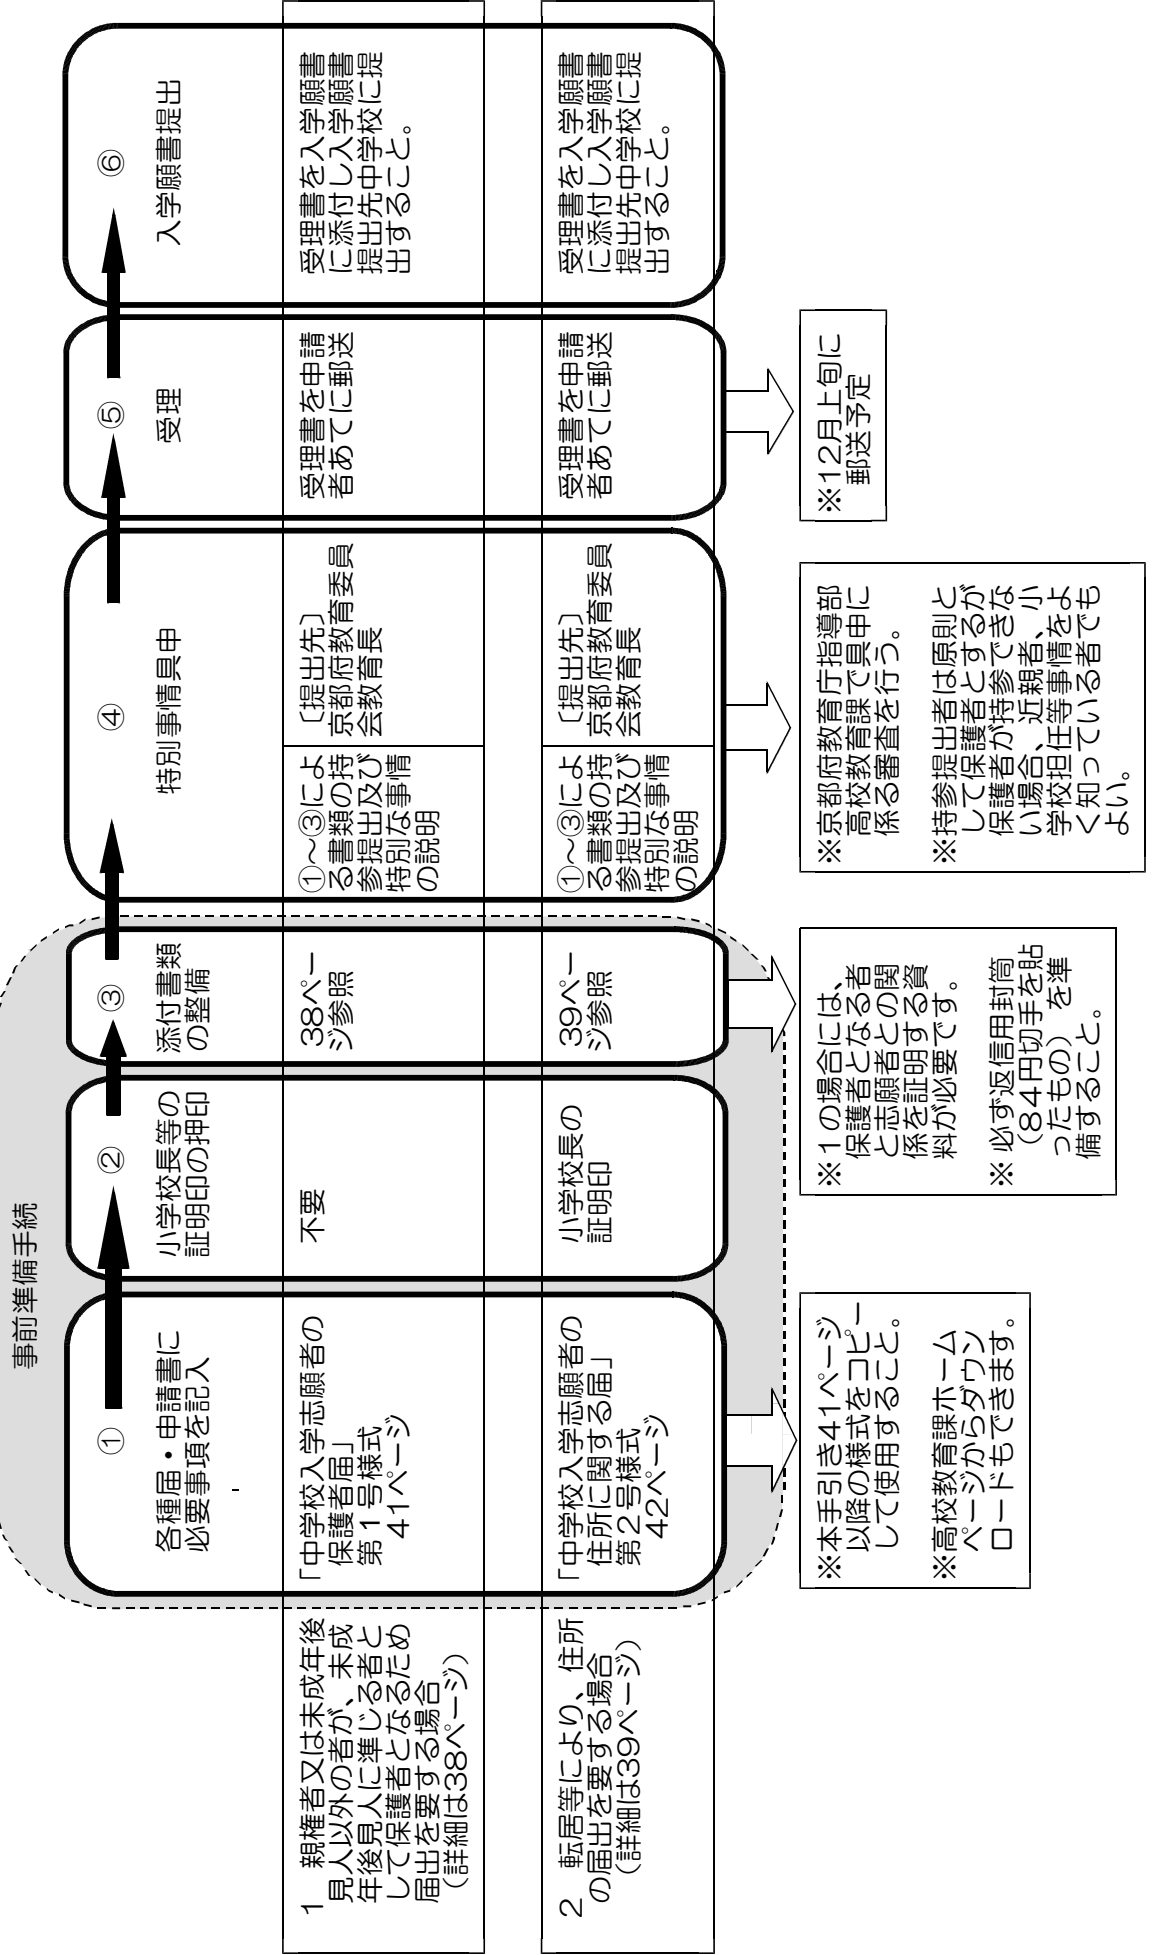 事前準備手続
①
各種届・申請書に
必要事項を記入
②
小学校長等の
証明印の押印
③
添付書類
の整備
④
特別事情具申
⑤
受理
⑥
入学願書提出
1　親権者又は未成年後
見人以外の者が、未成
年後見人に準じる者と
して保護者となるため
届出を要する場合
（詳細は38ページ）
「中学校入学志願者の
保護者届」
第1号様式
41ページ
不要
38ペー
ジ参照
①～③によ
る書類の持
参提出及び
特別な事情
の説明
〔提出先〕
京都府教育委員
会教育長
受理書を申請
者あてに郵送
受理書を入学願書
に添付し入学願書
提出先中学校に提
出すること。
2　転居等により、住所
の届出を要する場合
（詳細は39ページ）
「中学校入学志願者の
住所に関する届」
第2号様式
42ページ
小学校長の
証明印
39ペー
ジ参照
①～③によ
る書類の持
参提出及び
特別な事情
の説明
〔提出先〕
京都府教育委員
会教育長
受理書を申請
者あてに郵送
受理書を入学願書
に添付し入学願書
提出先中学校に提
出すること。
※本手引き41ページ
以降の様式をコピー
して使用すること。
※高校教育課ホーム
ページからダウン
ロードもできます。
※1の場合には、
保護者となる者
と志願者との関
係を証明する資
料が必要です。
※ 必ず返信用封筒
（84円切手を貼
ったもの）を準
備すること。
※京都府教育庁指導部
高校教育課で具申に
係る審査を行う。
※持参提出者は原則と
して保護者とするが
保護者が持参できな
い場合、近親者、小
学校担任等事情をよ
く知っている者でも
よい。
※12月上旬に
郵送予定